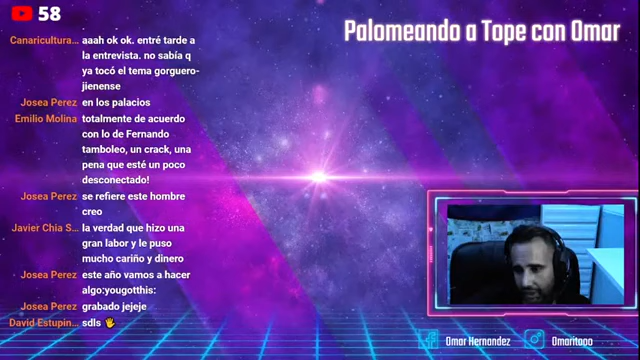 58
Palomeando a Tope con Omar
Canaricultura... aaah ok ok. entré tarde a
la entrevista. no sabía q
ya tocó el tema gorguero-
jienense
Josea Perez en los palacios
Emilio Molina totalmente de acuerdo
con lo de Fernando
tamboleo, un crack, una
pena que esté un poco
desconectado!
Josea Perez se refiere este hombre
creo
Javier Chia S... la verdad que hizo una
gran labor y le puso
mucho cariño y dinero
Josea Perez este año vamos a hacer
algo:yougotthis:
Josea Perez grabado jejeje
David Estupin... sdls 🖐
Omar Hernandez